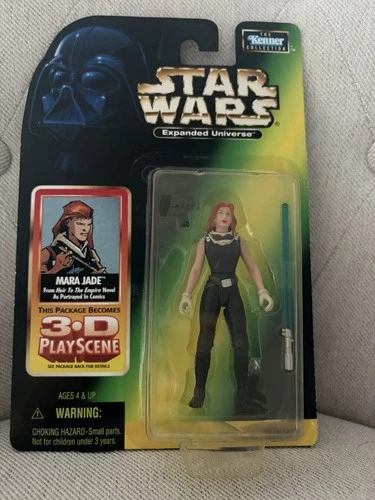 THE
Kenner
COLLECTION
STAR
WARS
Expanded Universe™
MARA JADE™
From Heir To The Empire Novel
As Portrayed In Comics
THIS PACKAGE BECOMES
3-D
PLAYSCENE
SEE PACKAGE BACK FOR DETAILS
AGES 4 & UP
WARNING:
CHOKING HAZARD-Small parts.
Not for children under 3 years.